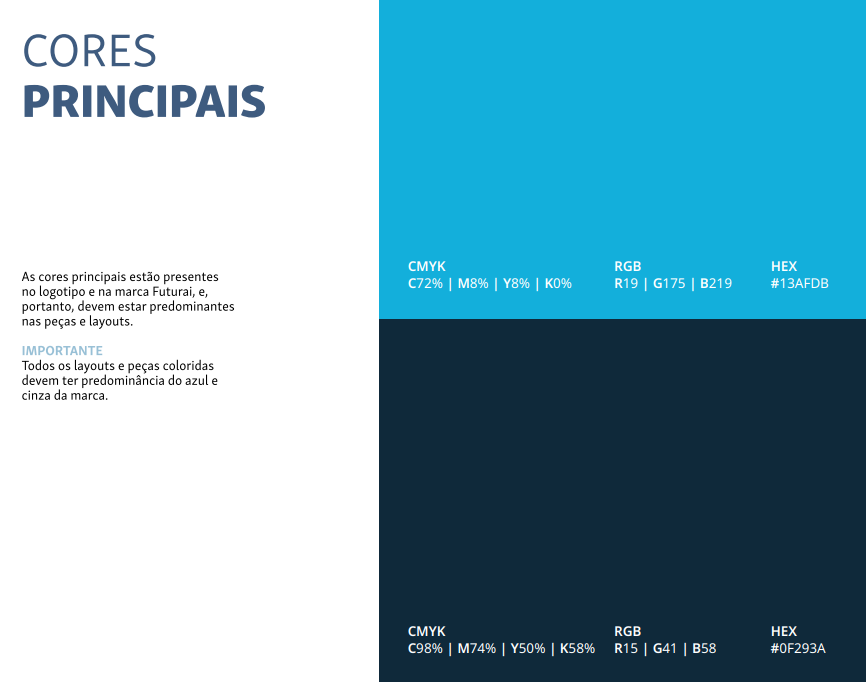 CORES
PRINCIPAIS
As cores principais estão presentes
no logotipo e na marca Futurai, e,
portanto, devem estar predominantes
nas peças e layouts.
IMPORTANTE
Todos os layouts e peças coloridas
devem ter predominância do azul e
cinza da marca.
CMYK RGB HEX
C72% | M8% | Y8% | K0% R19 | G175 | B219 #13AFDB
CMYK RGB HEX
C98% | M74% | Y50% | K58% R15 | G41 | B58 #0F293A